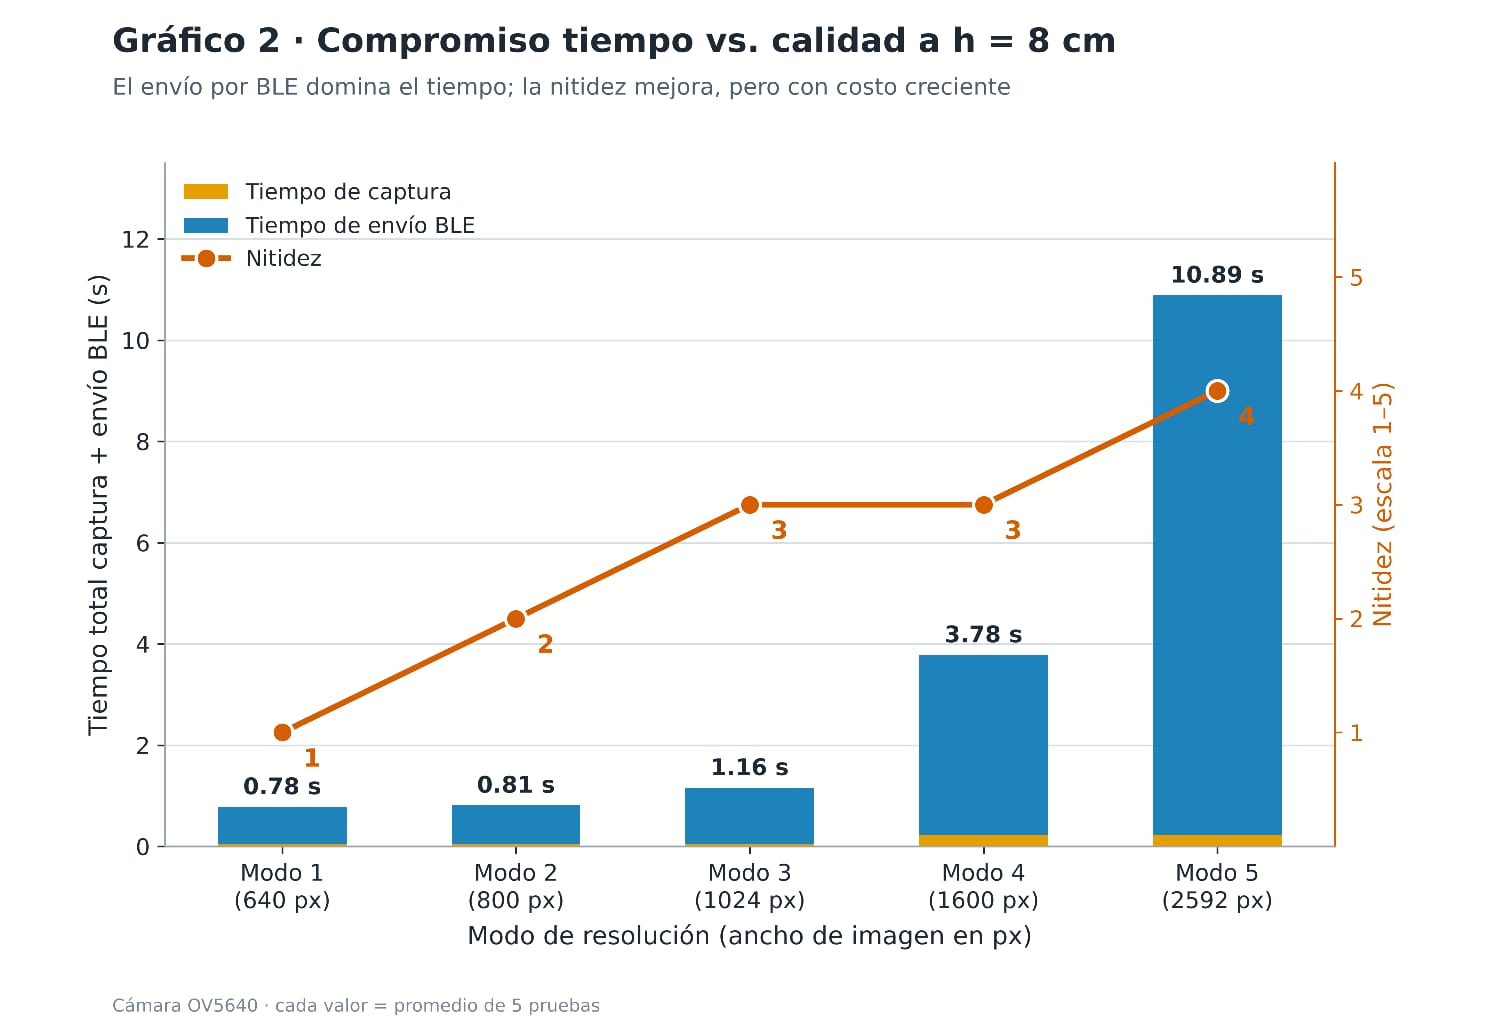 Gráfico 2 · Compromiso tiempo vs. calidad a h = 8 cm
El envío por BLE domina el tiempo; la nitidez mejora, pero con costo creciente
Tiempo de captura
Tiempo de envío BLE
Nitidez
Tiempo total captura + envío BLE (s)
12
10
8
6
4
2
0
0.78 s
0.81 s
1.16 s
3.78 s
10.89 s
1
2
3
3
4
5
4
3
2
1
Nitidez (escala 1–5)
Modo 1
(640 px)
Modo 2
(800 px)
Modo 3
(1024 px)
Modo 4
(1600 px)
Modo 5
(2592 px)
Modo de resolución (ancho de imagen en px)
Cámara OV5640 · cada valor = promedio de 5 pruebas